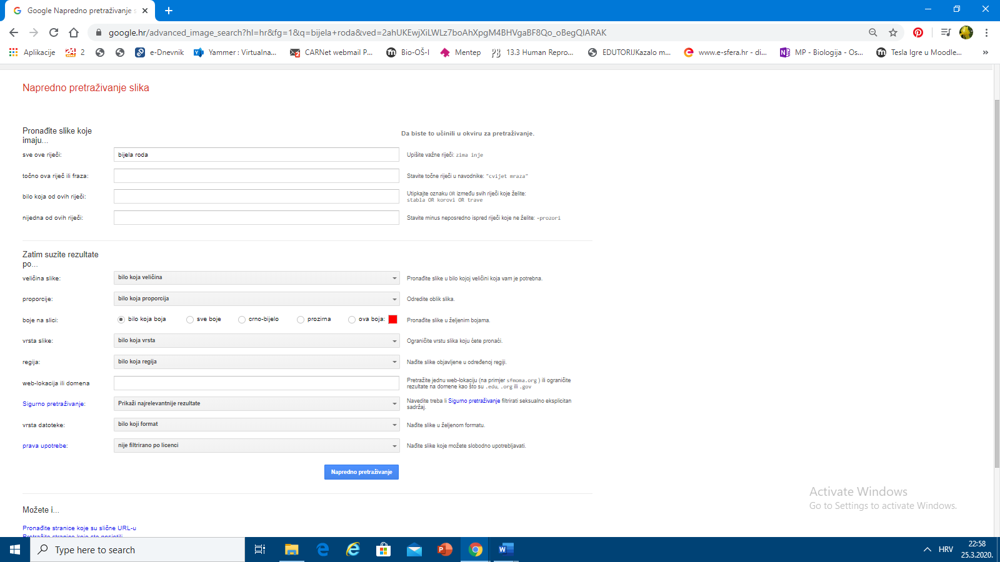 Google Napredno pretraživanje s
google.hr/advanced_image_search?hl=hr&fg=1&q=bijela+roda&ved=2ahUKEwjXiLWLz7boAhXpgM4BHVgaBF8Qo_oBegQIARAK
Aplikacije 2 e-Dnevnik Yammer : Virtualna... CARNet webmail P... Bio-OŠ-I Mentep 13.3 Human Repro... EDUTORIJKazalo m... www.e-sfera.hr - di... MP - Biologija - Os... Tesla Igre u Moodle... »
Napredno pretraživanje slika
Pronađite slike koje
imaju...
Da biste to učinili u okviru za pretraživanje.
sve ove riječi: bijela roda Upišite važne riječi: zima inje
točno ova riječ ili fraza: Stavite točne riječi u navodnike: "cvijet mraza"
bilo koja od ovih riječi: Utipkajte oznaku OR između svih riječi koje želite:
stabla OR korovi OR trave
nijedna od ovih riječi: Stavite minus neposredno ispred riječi koje ne želite: -prozori
Zatim suzite rezultate
po...
veličina slike: bilo koja veličina Pronađite slike u bilo kojoj veličini koja vam je potrebna.
proporcije: bilo koja proporcija Odredite oblik slika.
boje na slici: bilo koja boja sve boje crno-bijelo prozirna ova boja: Pronađite slike u željenim bojama.
vrsta slike: bilo koja vrsta Ograničite vrstu slika koju ćete pronaći.
regija: bilo koja regija Nađite slike objavljene u određenoj regiji.
web-lokacija ili domena Pretražite jednu web-lokaciju (na primjer sfmoma.org ) ili ograničite
rezultate na domene kao što su .edu, .org ili .gov
Sigurno pretraživanje: Prikaži najrelevantnije rezultate Navedite treba li Sigurno pretraživanje filtrirati seksualno eksplicitan
sadržaj.
vrsta datoteke: bilo koji format Nađite slike u željenom formatu.
prava upotrebe: nije filtrirano po licenci Nađite slike koje možete slobodno upotrebljavati.
Napredno pretraživanje
Activate Windows
Go to Settings to activate Windows.
Možete i...
Pronađite stranice koje su slične URL-u
Pretražite stranice koje ste posjetili
Type here to search
HRV
22:58
25.3.2020.